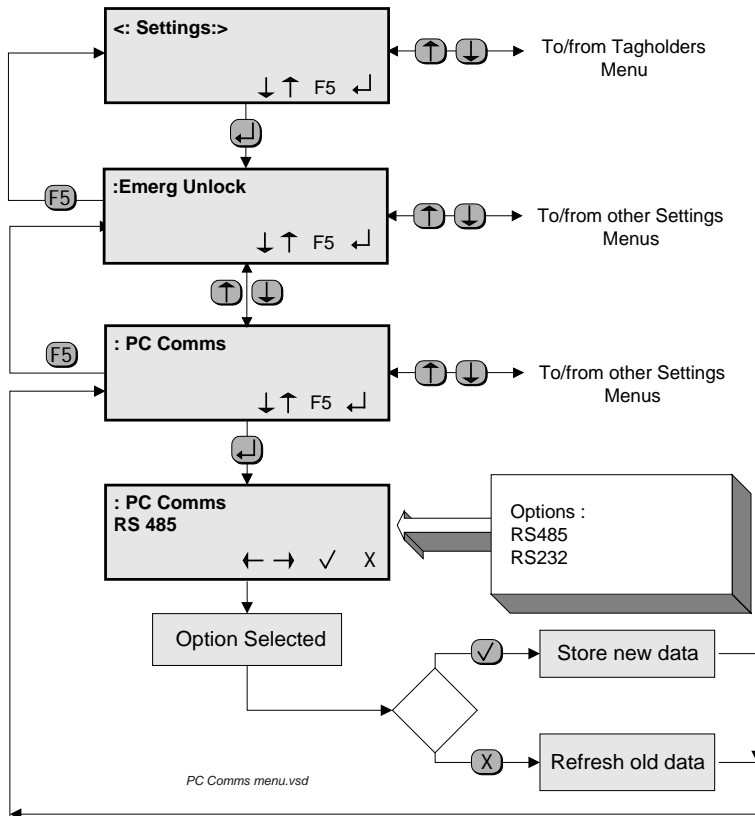 <: Settings:>
↓ ↑ F5 ↵
↑ ↓
To/from Tagholders
Menu
↵
F5
:Emerg Unlock
↓ ↑ F5 ↵
↑ ↓
To/from other Settings
Menus
↑ ↓
F5
: PC Comms
↓ ↑ F5 ↵
↑ ↓
To/from other Settings
Menus
↵
: PC Comms
RS 485
← → √ X
Options :
RS485
RS232
Option Selected
√
Store new data
X
Refresh old data
PC Comms menu.vsd